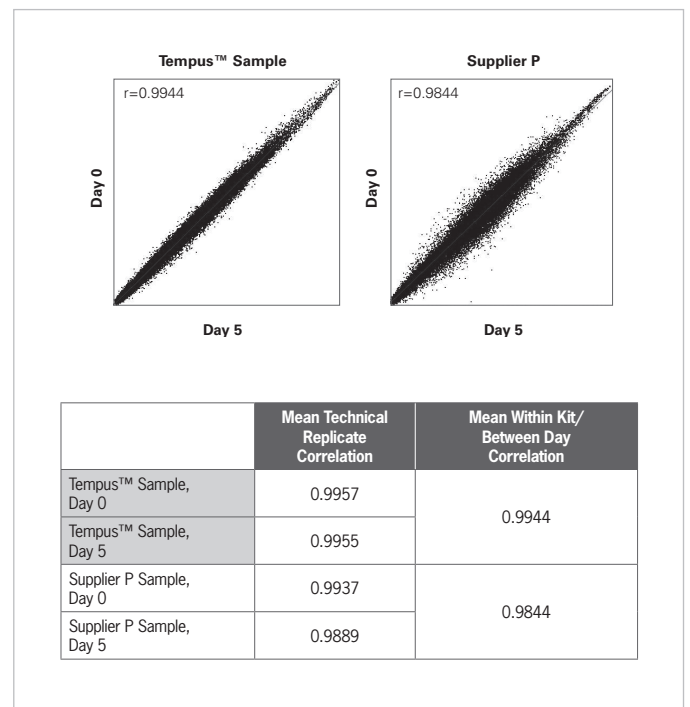 Tempus™ Sample
Supplier P
r=0.9944
r=0.9844
Day 0
Day 0
Day 5
Day 5
Mean Technical
Replicate
Correlation
Mean Within Kit/
Between Day
Correlation
Tempus™ Sample,
Day 0
0.9957
0.9944
Tempus™ Sample,
Day 5
0.9955
Supplier P Sample,
Day 0
0.9937
0.9844
Supplier P Sample,
Day 5
0.9889